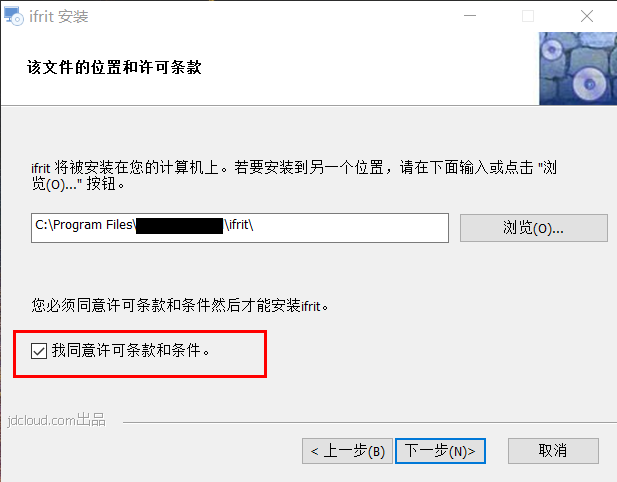 ifrit 安装
该文件的位置和许可条款
ifrit 将被安装在您的计算机上。若要安装到另一个位置，请在下面输入或点击 "浏
览(O)..." 按钮。
C:\Program Files\ \ifrit\
浏览(O)...
您必须同意许可条款和条件然后才能安装ifrit。
我同意许可条款和条件。
jdcloud.com出品
< 上一步(B)
下一步(N)>
取消